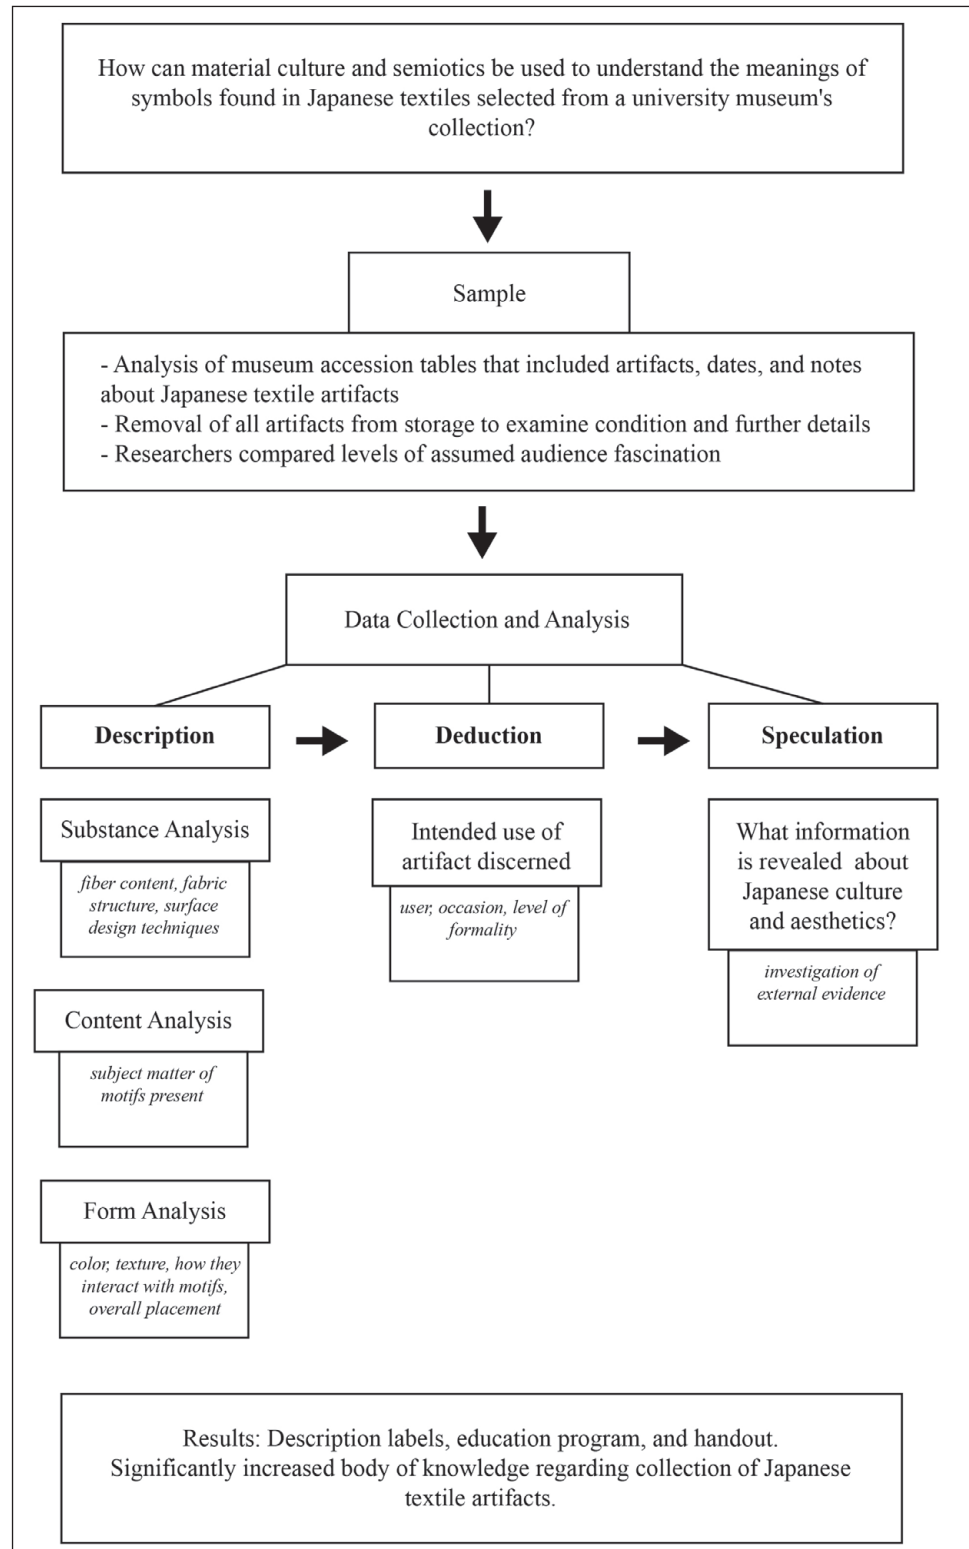 How can material culture and semiotics be used to understand the meanings of
symbols found in Japanese textiles selected from a university museum's
collection?
Sample
- Analysis of museum accession tables that included artifacts, dates, and notes
about Japanese textile artifacts
- Removal of all artifacts from storage to examine condition and further details
- Researchers compared levels of assumed audience fascination
Data Collection and Analysis
Description
Deduction
Speculation
Substance Analysis
fiber content, fabric
structure, surface
design techniques
Content Analysis
subject matter of
motifs present
Form Analysis
color, texture, how they
interact with motifs,
overall placement
Intended use of
artifact discerned
user, occasion, level of
formality
What information
is revealed about
Japanese culture
and aesthetics?
investigation of
external evidence
Results: Description labels, education program, and handout.
Significantly increased body of knowledge regarding collection of Japanese
textile artifacts.